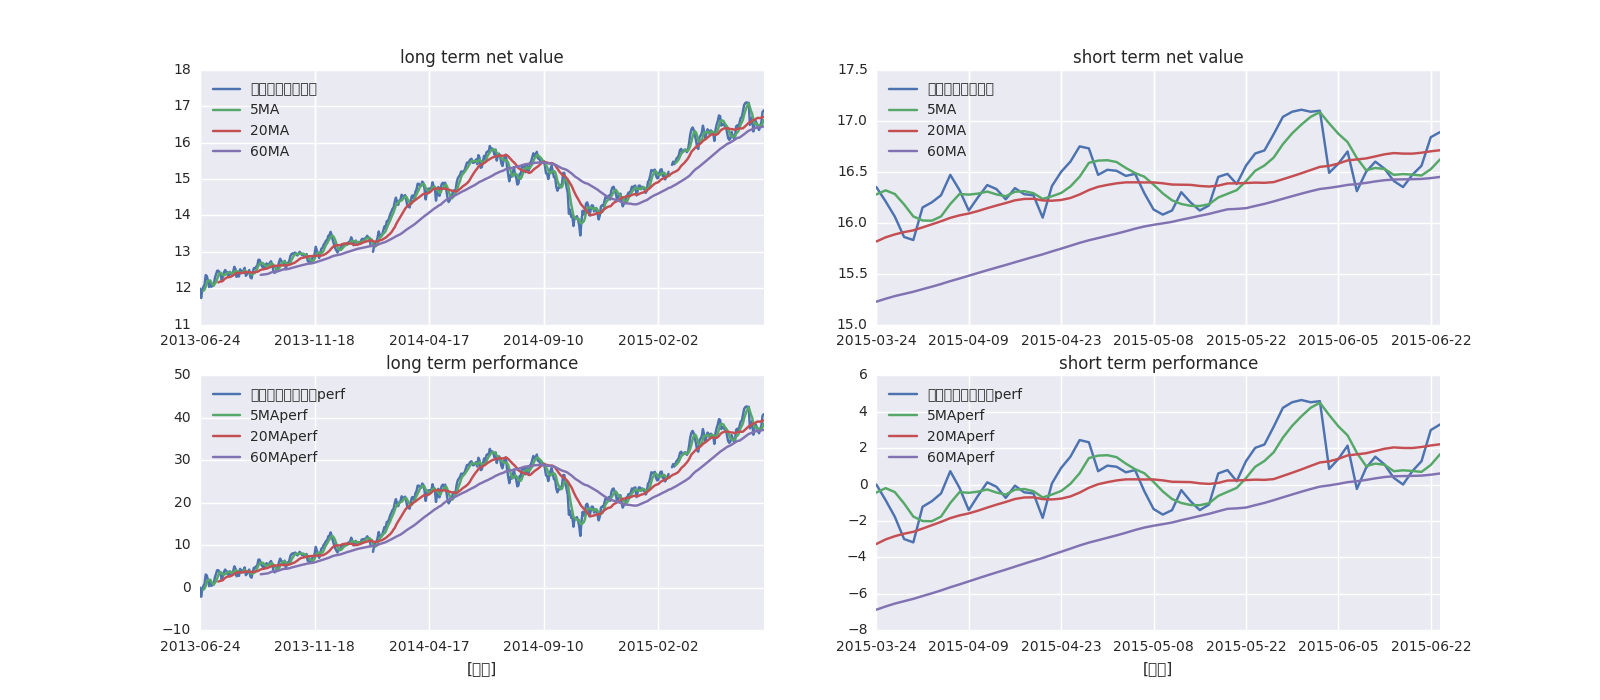 long term net value
18
17
16
15
14
13
12
11
5MA
20MA
60MA
2013-06-24 2013-11-18 2014-04-17 2014-09-10 2015-02-02
short term net value
17.5
17.0
16.5
16.0
15.5
15.0
5MA
20MA
60MA
2015-03-24 2015-04-09 2015-04-23 2015-05-08 2015-05-22 2015-06-05 2015-06-22
long term performance
50
40
30
20
10
0
−10
perf
5MAperf
20MAperf
60MAperf
2013-06-24 2013-11-18 2014-04-17 2014-09-10 2015-02-02
short term performance
6
4
2
0
−2
−4
−6
−8
perf
5MAperf
20MAperf
60MAperf
2015-03-24 2015-04-09 2015-04-23 2015-05-08 2015-05-22 2015-06-05 2015-06-22